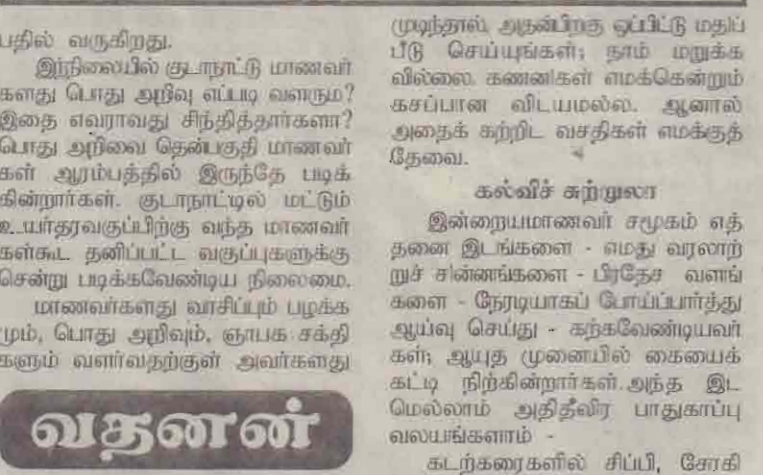 பதில் வருகிறது.
இந்நிலையில் குடாநாட்டு மாணவர்
களது பொது அறிவு எப்படி வளரும்?
இதை எவராவது சிந்தித்தார்களா?
பொது அறிவை தென்பகுதி மாணவர்
கள் ஆரம்பத்தில் இருந்தே படிக்
கின்றார்கள். குடாநாட்டில் மட்டும்
உயர்தரவகுப்பிற்கு வந்த மாணவர்
கள்கூட தனிப்பட்ட வகுப்புகளுக்கு
சென்று படிக்கவேண்டிய நிலைமை.
மாணவர்களது வாசிப்பும் பழக்க
மும், பொது அறிவும், ஞாபக சக்தி
களும் வளர்வதற்குள் அவர்களது
வதனன்
முடிந்தால் அதன்பிறகு ஒப்பிட்டு மதிப்
பீடு செய்யுங்கள்; நாம் மறுக்க
வில்லை. கணனிகள் எமக்கென்றும்
கசப்பான விடயமல்ல. ஆனால்
அதைக் கற்றிட வசதிகள் எமக்குத்
தேவை.
கல்விச் சுற்றுலா
இன்றையமாணவர் சமூகம் எத்
தனை இடங்களை - எமது வரலாற்
றுச் சின்னங்களை - பிரதேச வளங்
களை - நேரடியாகப் போய்ப்பார்த்து
ஆய்வு செய்து - கற்கவேண்டியவர்
கள்; ஆயுத முனையில் கையைக்
கட்டி நிற்கின்றார்கள். அந்த இட
மெல்லாம் அதிதீவிர பாதுகாப்பு
வலயங்களாம் -
கடற்கரைகளில் சிப்பி, சோகி